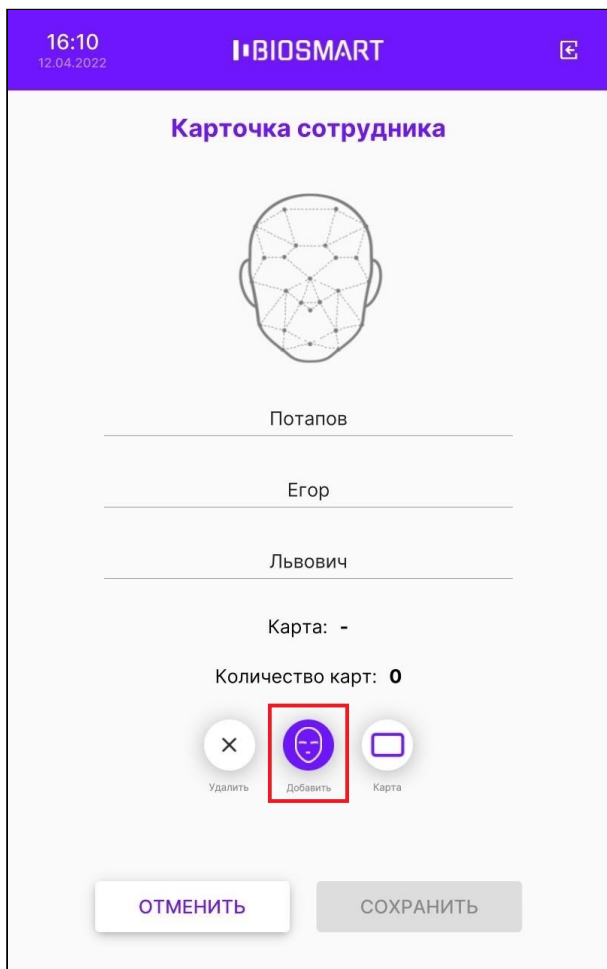 16:10
BIOSMART
12.04.2022
Карточка сотрудника
Потапов
Егор
Львович
Карта: -
Количество карт: 0
Удалить Добавить Карта
ОТМЕНИТЬ СОХРАНИТЬ